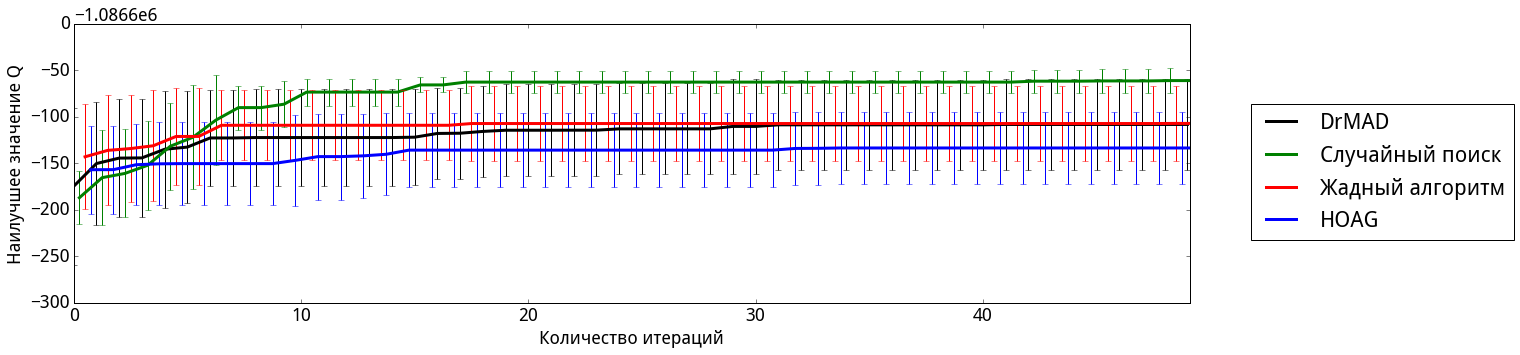 −1.0866e6
0
−50
−100
−150
−200
−250
−300
Наилучшее значение Q
0
10
20
30
40
Количество итераций
DrMAD
Случайный поиск
Жадный алгоритм
HOAG